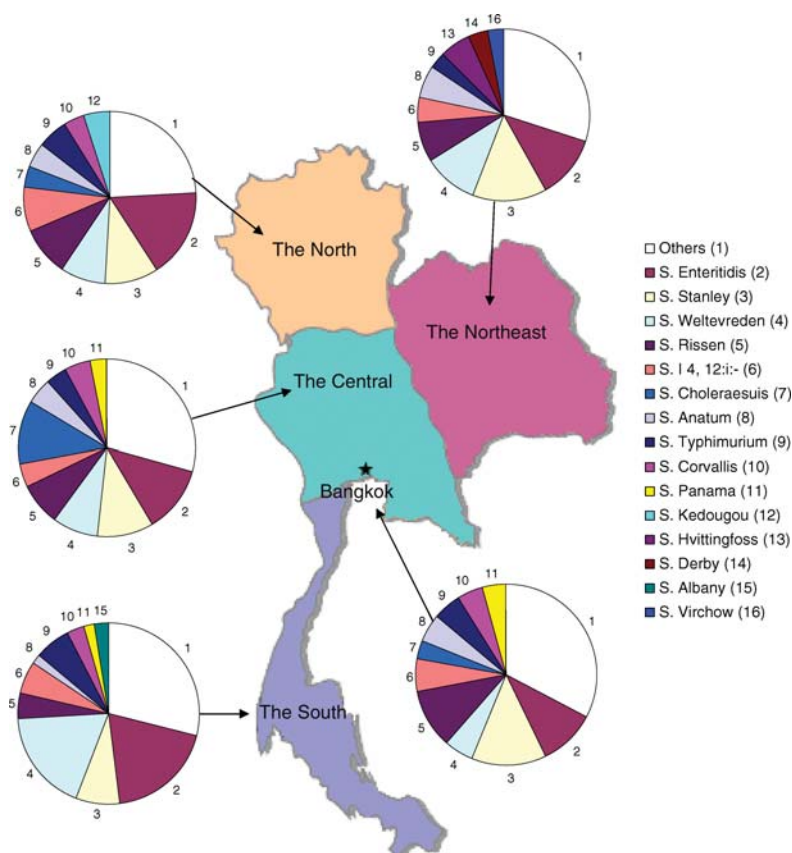 12
10
9
8
7
6
5
4
3
2
1
14
16
13
9
8
6
5
4
3
2
1
The North
The Northeast
The Central
Bangkok
The South
11
10
9
8
7
6
5
4
3
2
1
15
11
10
9
8
6
5
4
3
2
1
11
10
9
8
7
6
5
4
3
2
1
Others (1)
S. Enteritidis (2)
S. Stanley (3)
S. Weltevreden (4)
S. Rissen (5)
S. I 4, 12:i:- (6)
S. Choleraesuis (7)
S. Anatum (8)
S. Typhimurium (9)
S. Corvallis (10)
S. Panama (11)
S. Kedougou (12)
S. Hvittingfoss (13)
S. Derby (14)
S. Albany (15)
S. Virchow (16)